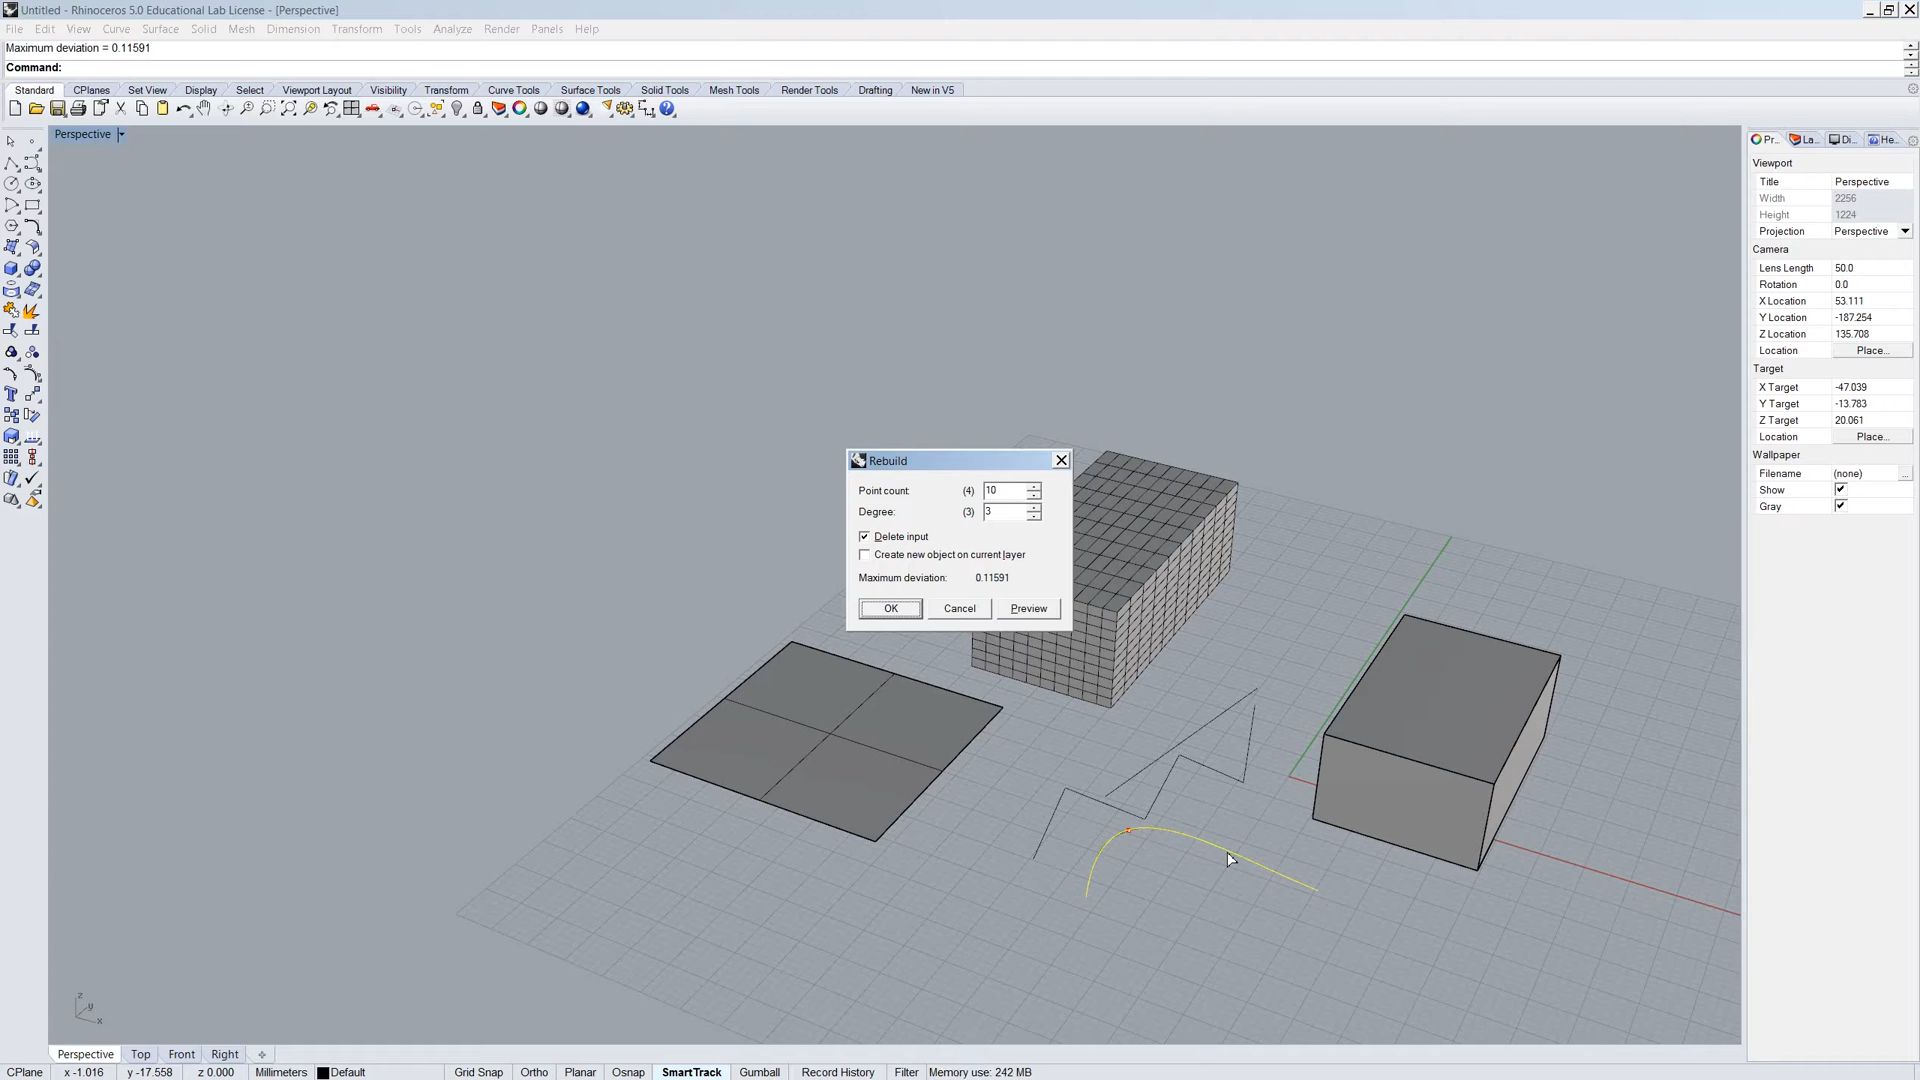 Untitled - Rhinoceros 5.0 Educational Lab License - [Perspective]
File Edit View Curve Surface Solid Mesh Dimension Transform Tools Analyze Render Panels Help
Maximum deviation = 0.11591
Command:
Standard CPlanes Set View Display Select Viewport Layout Visibility Transform Curve Tools Surface Tools Solid Tools Mesh Tools Render Tools Drafting New in V5
Perspective
Pr... La... Di... He...
Viewport
Title Perspective
Width 2256
Height 1224
Projection Perspective
Camera
Lens Length 50.0
Rotation 0.0
X Location 53.111
Y Location -187.254
Z Location 135.708
Location Place...
Target
X Target -47.039
Y Target -13.783
Z Target 20.061
Location Place...
Wallpaper
Filename (none) ...
Show
Gray
Rebuild
Point count: (4) 10
Degree: (3) 3
Delete input
Create new object on current layer
Maximum deviation: 0.11591
OK Cancel Preview
z
y
x
Perspective Top Front Right
CPlane x -1.016 y -17.558 z 0.000 Millimeters Default Grid Snap Ortho Planar Osnap SmartTrack Gumball Record History Filter Memory use: 242 MB